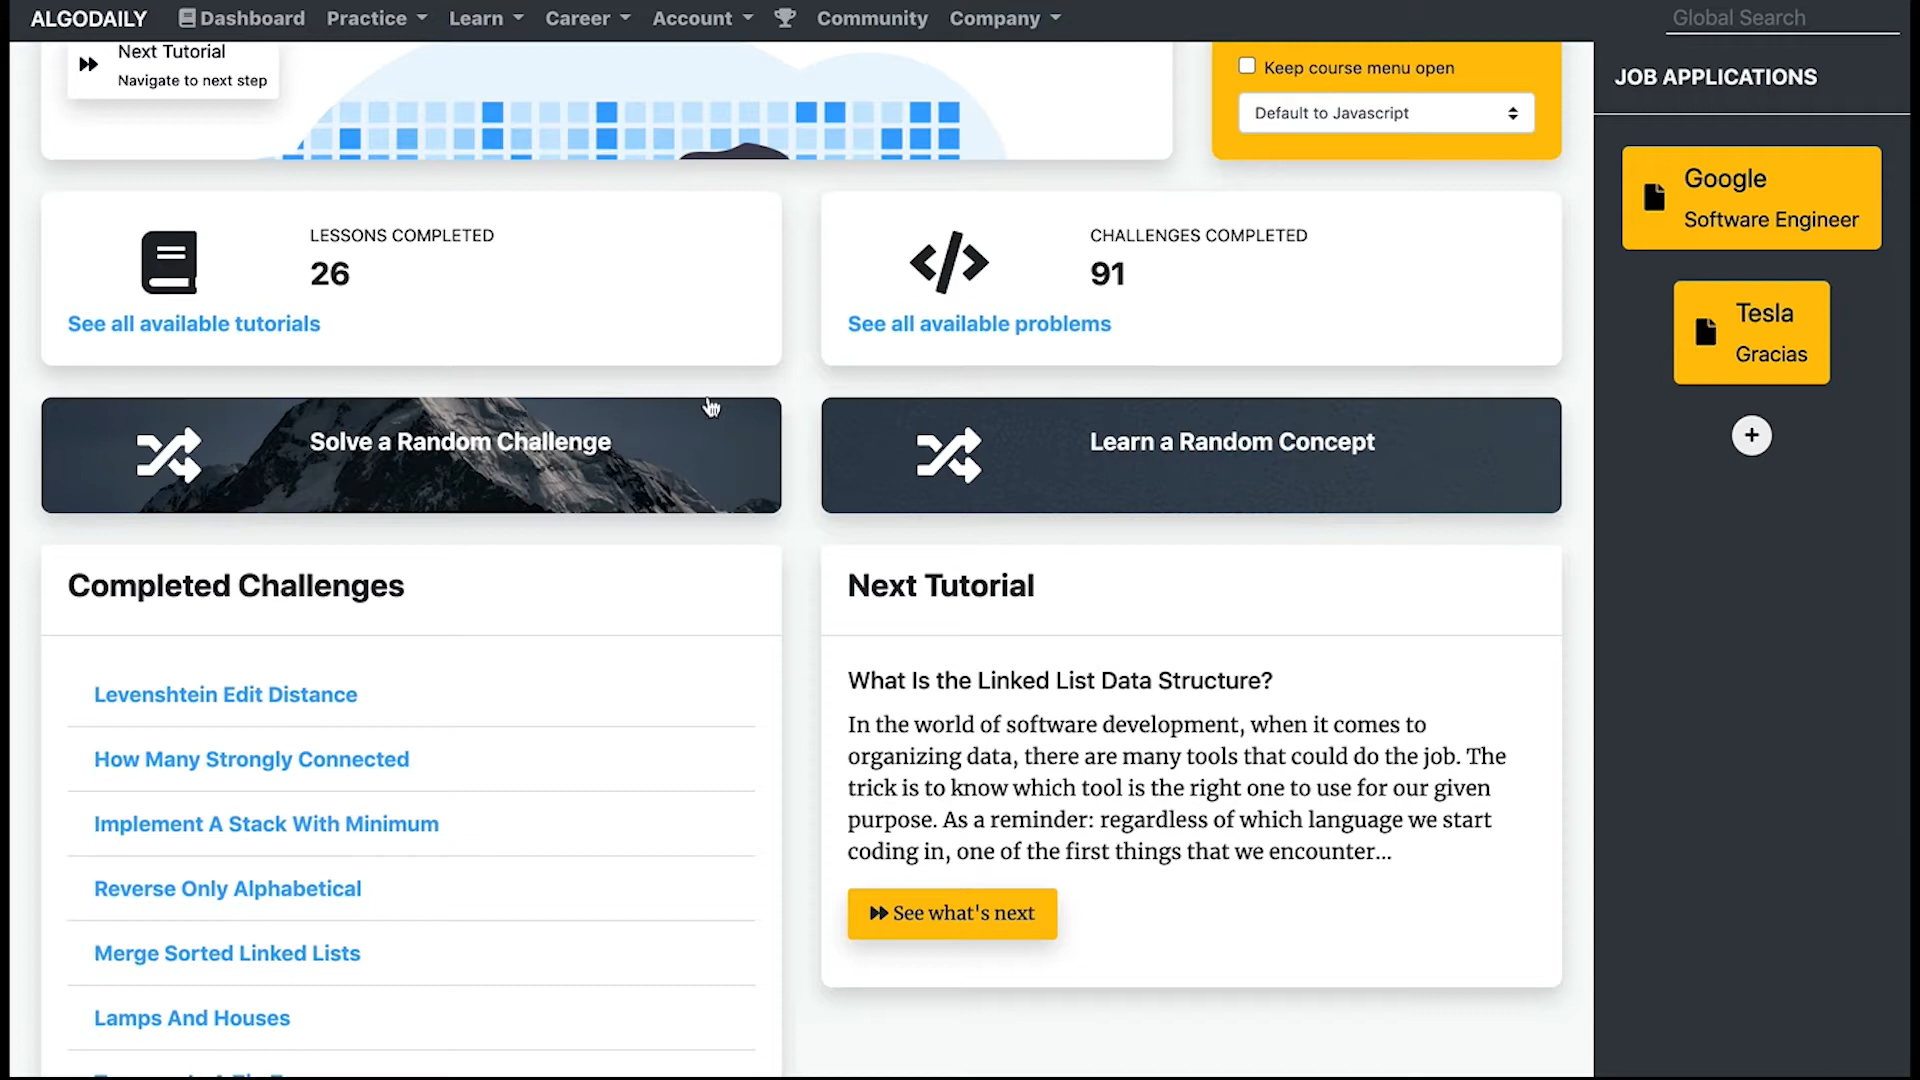 ALGODAILY
Dashboard
Practice
Learn
Career
Account
Community
Company
Global Search
Next Tutorial
Navigate to next step
Keep course menu open
Default to Javascript
JOB APPLICATIONS
Google
Software Engineer
Tesla
Gracias
+
LESSONS COMPLETED
26
See all available tutorials
CHALLENGES COMPLETED
91
See all available problems
Solve a Random Challenge
Learn a Random Concept
Completed Challenges
Levenshtein Edit Distance
How Many Strongly Connected
Implement A Stack With Minimum
Reverse Only Alphabetical
Merge Sorted Linked Lists
Lamps And Houses
Next Tutorial
What Is the Linked List Data Structure?
In the world of software development, when it comes to
organizing data, there are many tools that could do the job. The
trick is to know which tool is the right one to use for our given
purpose. As a reminder: regardless of which language we start
coding in, one of the first things that we encounter...
See what's next